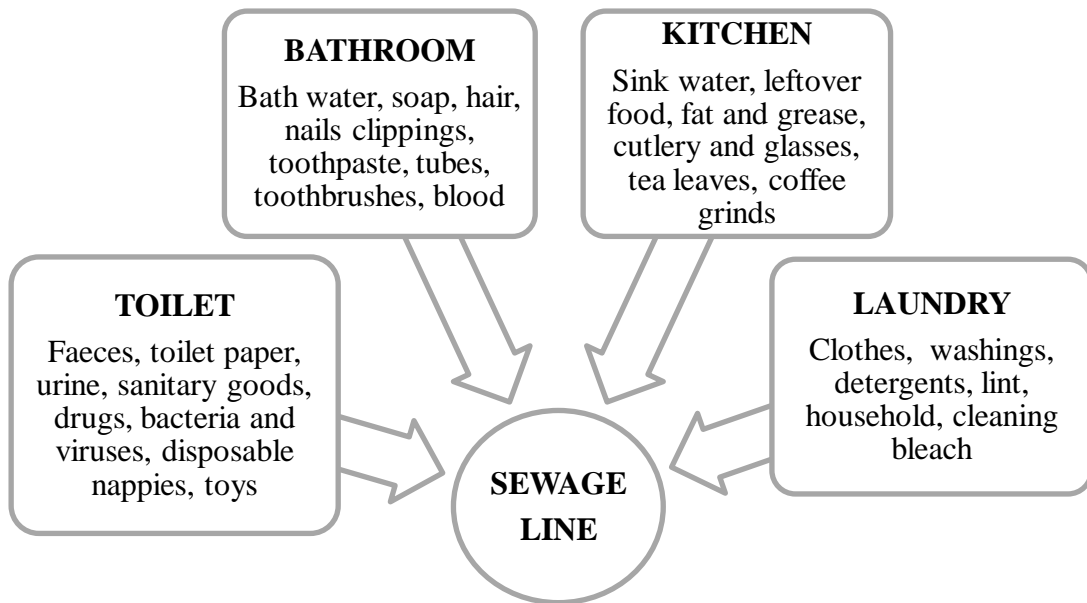 BATHROOM
Bath water, soap, hair,
nails clippings,
toothpaste, tubes,
toothbrushes, blood
KITCHEN
Sink water, leftover
food, fat and grease,
cutlery and glasses,
tea leaves, coffee
grinds
TOILET
Faeces, toilet paper,
urine, sanitary goods,
drugs, bacteria and
viruses, disposable
nappies, toys
LAUNDRY
Clothes, washings,
detergents, lint,
household, cleaning
bleach
SEWAGE
LINE